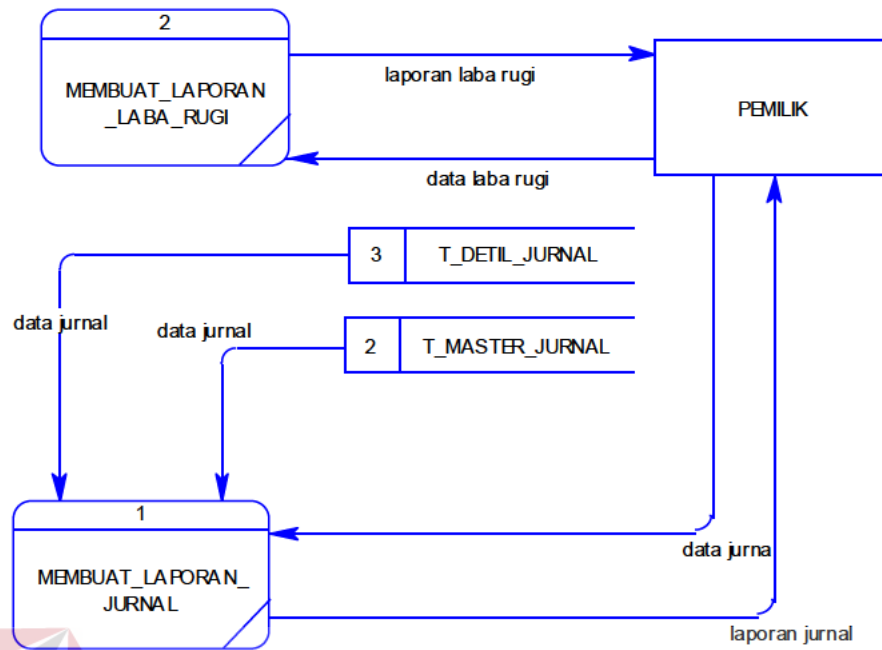 2
MEMBUAT_LAPORAN
_LABA_RUGI
laporan laba rugi
PEMILIK
data laba rugi
3
T_DETIL_JURNAL
data jurnal
data jurnal
2
T_MASTER_JURNAL
1
MEMBUAT_LAPORAN_
JURNAL
data jurna
laporan jurnal